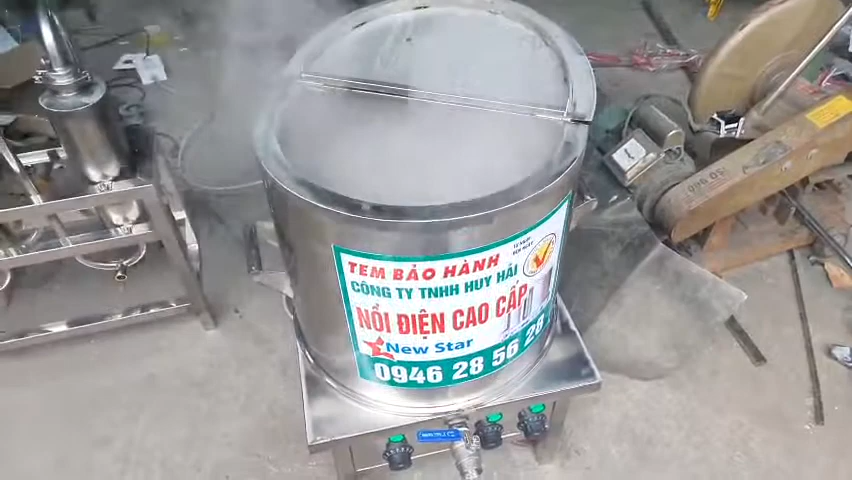 TEM BẢO HÀNH
CÔNG TY TNHH HUY HẢI
NỒI ĐIỆN CAO CẤP
New Star
0946 28 56 28